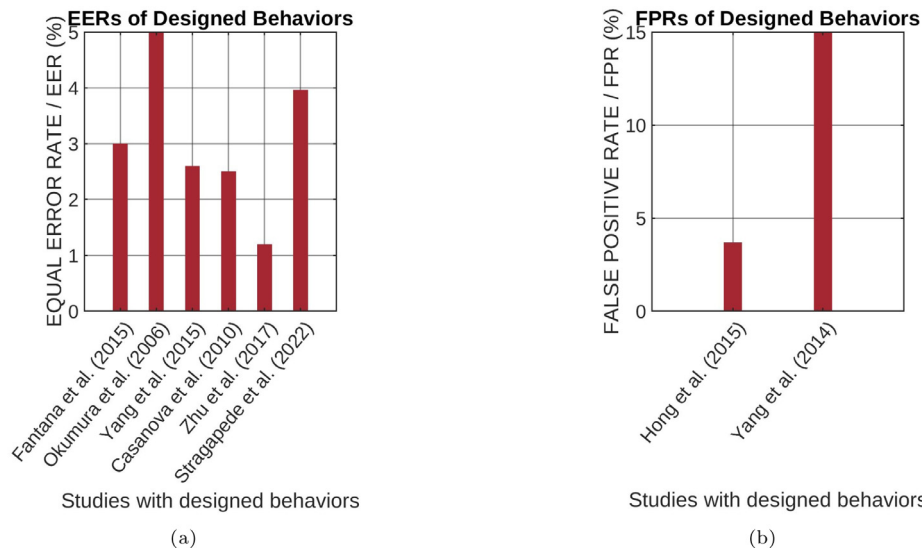 EERs of Designed Behaviors
EQUAL ERROR RATE / EER (%)
5
4
3
2
1
0
Fantana et al. (2015)
Okumura et al. (2006)
Yang et al. (2015)
Casanova et al. (2010)
Zhu et al. (2017)
Stragapede et al. (2022)
Studies with designed behaviors
(a)
FPRs of Designed Behaviors
FALSE POSITIVE RATE / FPR (%)
15
10
5
0
Hong et al. (2015)
Yang et al. (2014)
Studies with designed behaviors
(b)